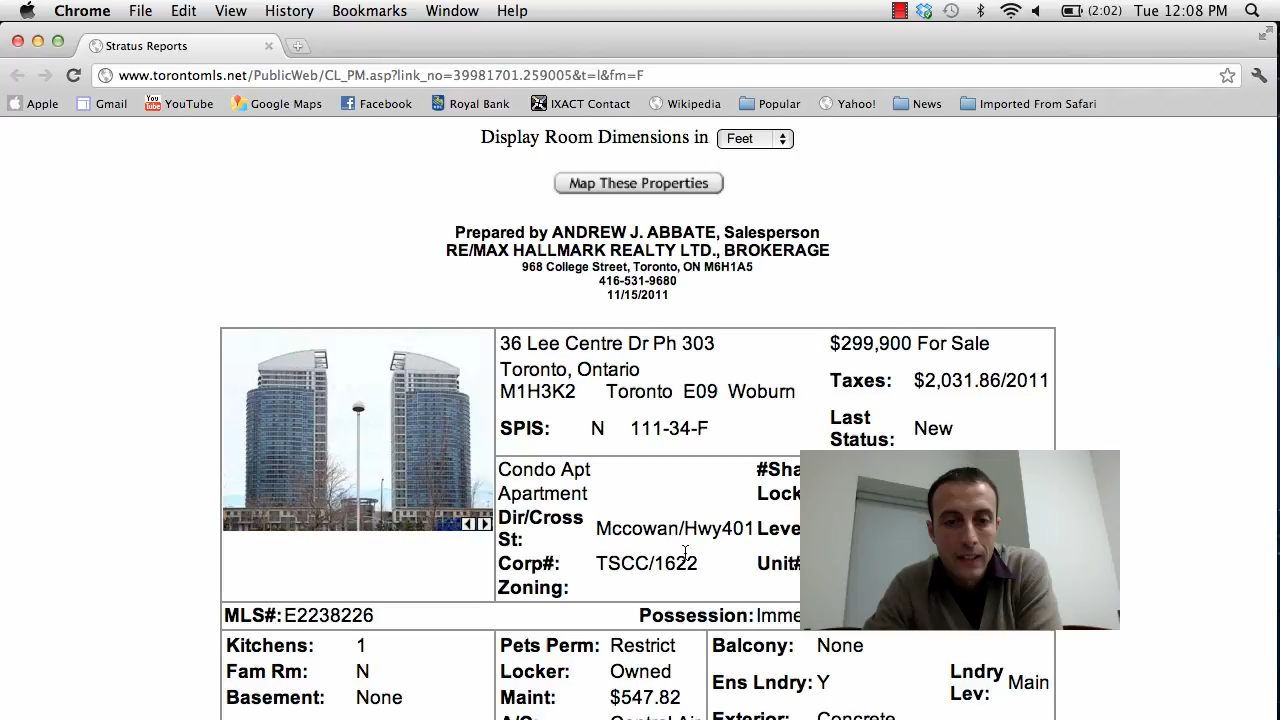 Chrome File Edit View History Bookmarks Window Help (2:02) Tue 12:08 PM
Stratus Reports
www.torontomls.net/PublicWeb/CL_PM.asp?link_no=39981701.259005&t=l&fm=F
Apple Gmail YouTube Google Maps Facebook Royal Bank IXACT Contact Wikipedia Popular Yahoo! News Imported From Safari
Display Room Dimensions in Feet
Map These Properties
Prepared by ANDREW J. ABBATE, Salesperson
RE/MAX HALLMARK REALTY LTD., BROKERAGE
968 College Street, Toronto, ON M6H1A5
416-531-9680
11/15/2011
36 Lee Centre Dr Ph 303 $299,900 For Sale
Toronto, Ontario
M1H3K2 Toronto E09 Woburn
Taxes: $2,031.86/2011
SPIS: N 111-34-F
Last
Status: New
Condo Apt #Sha
Apartment Lock
Dir/Cross
St: Mccowan/Hwy401 Leve
Corp#: TSCC/1622 Unit#
Zoning:
MLS#: E2238226 Possession: Imme
Kitchens: 1 Pets Perm: Restrict Balcony: None
Fam Rm: N Locker: Owned Ens Lndry: Y Lndry
Lev: Main
Basement: None Maint: $547.82
A/C: Central Air Exterior: Concrete